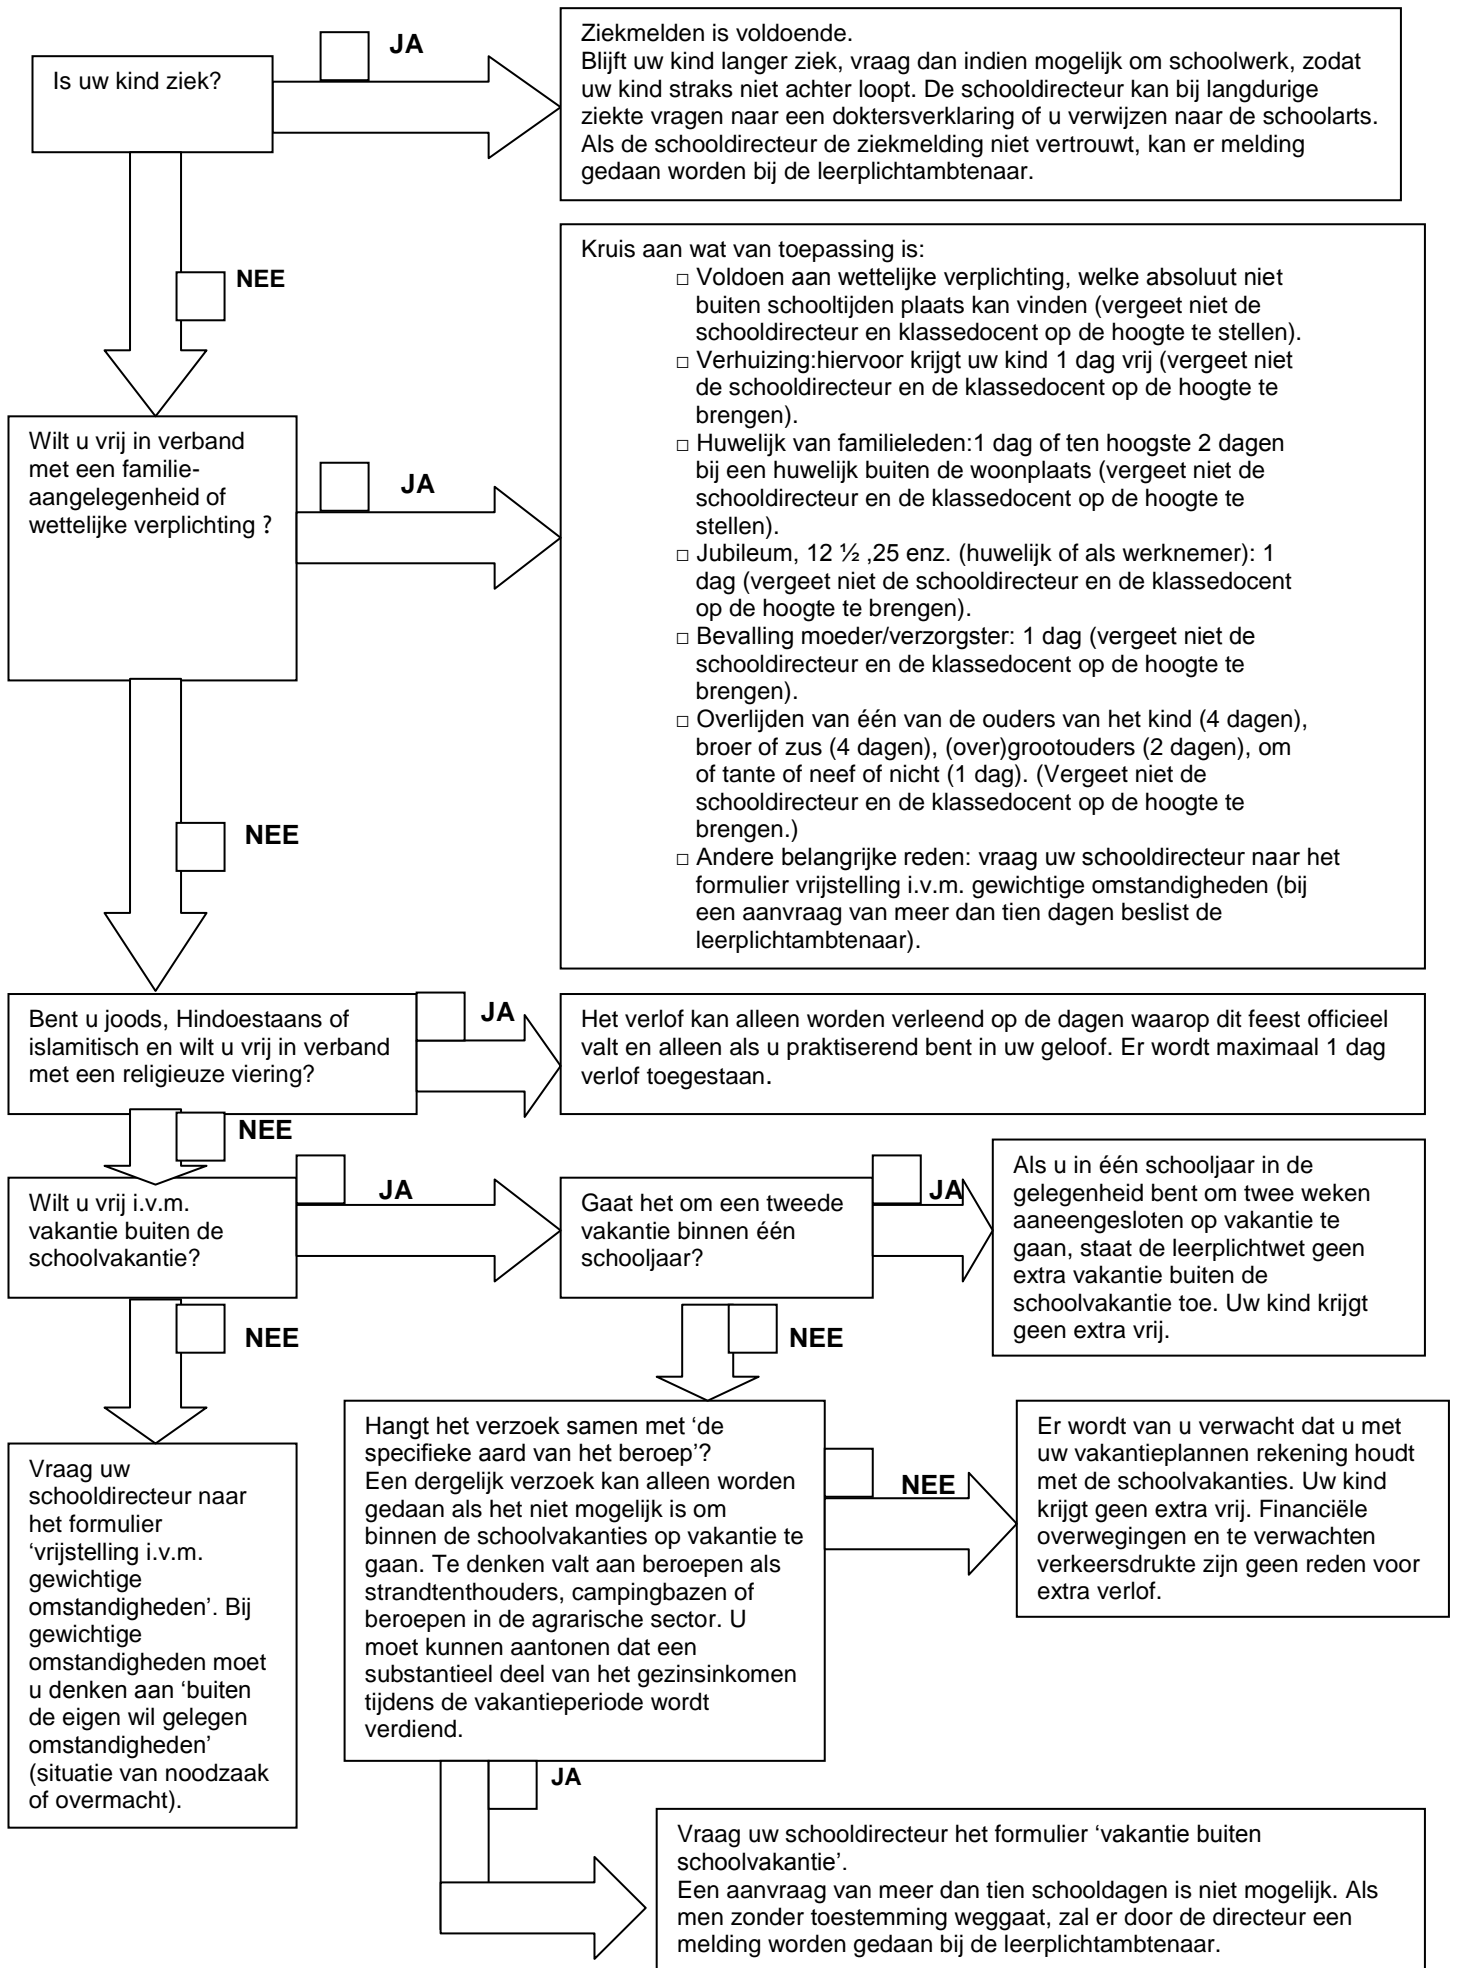 Is uw kind ziek?
JA
Ziekmelden is voldoende.
Blijft uw kind langer ziek, vraag dan indien mogelijk om schoolwerk, zodat
uw kind straks niet achter loopt. De schooldirecteur kan bij langdurige
ziekte vragen naar een doktersverklaring of u verwijzen naar de schoolarts.
Als de schooldirecteur de ziekmelding niet vertrouwt, kan er melding
gedaan worden bij de leerplichtambtenaar.
NEE
Wilt u vrij in verband
met een familie-
aangelegenheid of
wettelijke verplichting ?
JA
Kruis aan wat van toepassing is:
□ Voldoen aan wettelijke verplichting, welke absoluut niet
buiten schooltijden plaats kan vinden (vergeet niet de
schooldirecteur en klassedocent op de hoogte te stellen).
□ Verhuizing:hiervoor krijgt uw kind 1 dag vrij (vergeet niet
de schooldirecteur en de klassedocent op de hoogte te
brengen).
□ Huwelijk van familieleden:1 dag of ten hoogste 2 dagen
bij een huwelijk buiten de woonplaats (vergeet niet de
schooldirecteur en de klassedocent op de hoogte te
stellen).
□ Jubileum, 12 ½ ,25 enz. (huwelijk of als werknemer): 1
dag (vergeet niet de schooldirecteur en de klassedocent
op de hoogte te brengen).
□ Bevalling moeder/verzorgster: 1 dag (vergeet niet de
schooldirecteur en de klassedocent op de hoogte te
brengen).
□ Overlijden van één van de ouders van het kind (4 dagen),
broer of zus (4 dagen), (over)grootouders (2 dagen), om
of tante of neef of nicht (1 dag). (Vergeet niet de
schooldirecteur en de klassedocent op de hoogte te
brengen.)
□ Andere belangrijke reden: vraag uw schooldirecteur naar het
formulier vrijstelling i.v.m. gewichtige omstandigheden (bij
een aanvraag van meer dan tien dagen beslist de
leerplichtambtenaar).
NEE
Bent u joods, Hindoestaans of
islamitisch en wilt u vrij in verband
met een religieuze viering?
JA
Het verlof kan alleen worden verleend op de dagen waarop dit feest officieel
valt en alleen als u praktiserend bent in uw geloof. Er wordt maximaal 1 dag
verlof toegestaan.
NEE
Wilt u vrij i.v.m.
vakantie buiten de
schoolvakantie?
JA
Gaat het om een tweede
vakantie binnen één
schooljaar?
JA
Als u in één schooljaar in de
gelegenheid bent om twee weken
aaneengesloten op vakantie te
gaan, staat de leerplichtwet geen
extra vakantie buiten de
schoolvakantie toe. Uw kind krijgt
geen extra vrij.
NEE
NEE
Vraag uw
schooldirecteur naar
het formulier
‘vrijstelling i.v.m.
gewichtige
omstandigheden’. Bij
gewichtige
omstandigheden moet
u denken aan ‘buiten
de eigen wil gelegen
omstandigheden’
(situatie van noodzaak
of overmacht).
Hangt het verzoek samen met ‘de
specifieke aard van het beroep’?
Een dergelijk verzoek kan alleen worden
gedaan als het niet mogelijk is om
binnen de schoolvakanties op vakantie te
gaan. Te denken valt aan beroepen als
strandtenthouders, campingbazen of
beroepen in de agrarische sector. U
moet kunnen aantonen dat een
substantieel deel van het gezinsinkomen
tijdens de vakantieperiode wordt
verdiend.
NEE
Er wordt van u verwacht dat u met
uw vakantieplannen rekening houdt
met de schoolvakanties. Uw kind
krijgt geen extra vrij. Financiële
overwegingen en te verwachten
verkeersdrukte zijn geen reden voor
extra verlof.
JA
Vraag uw schooldirecteur het formulier ‘vakantie buiten
schoolvakantie’.
Een aanvraag van meer dan tien schooldagen is niet mogelijk. Als
men zonder toestemming weggaat, zal er door de directeur een
melding worden gedaan bij de leerplichtambtenaar.